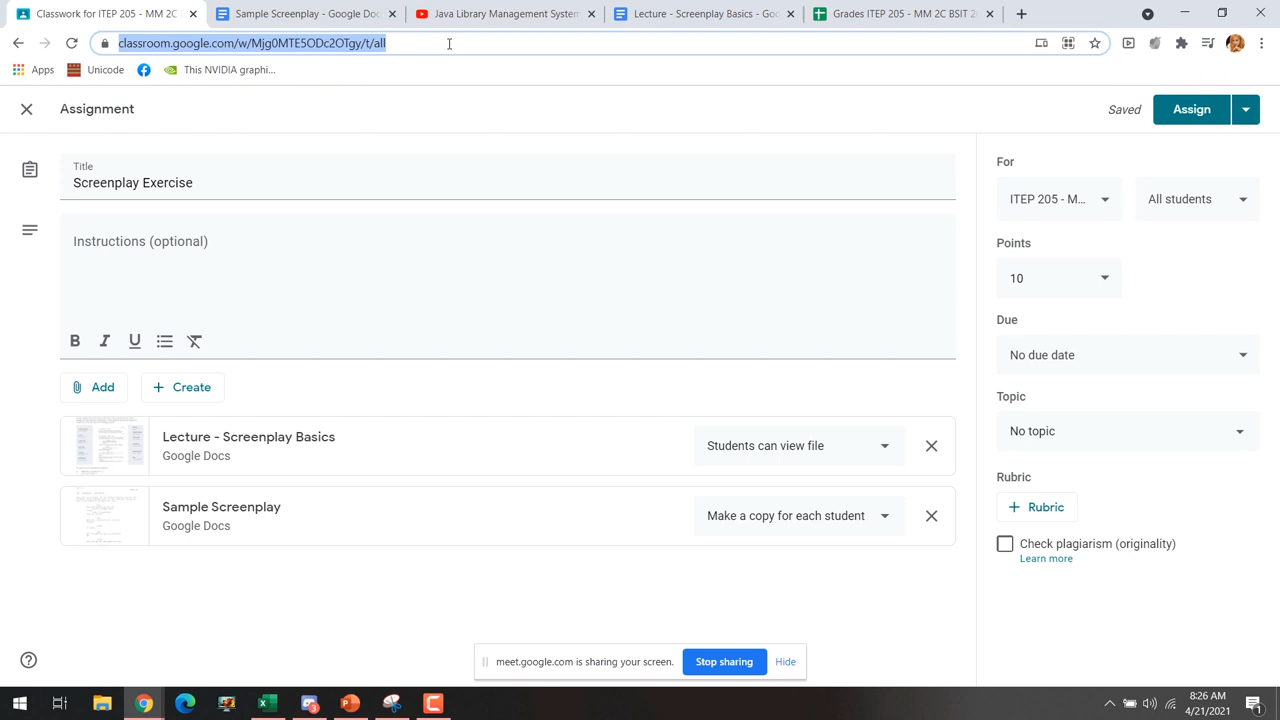 Classwork for ITEP 205 - MM 2C
Sample Screenplay - Google Doc
Java Library Management System
Lecture - Screenplay Basics - Goo
Grades ITEP 205 - MM 2C BSIT 2
classroom.google.com/w/Mjg0MTE5ODc2OTgy/t/all
Apps
Unicode
This NVIDIA graphi...
Assignment
Saved
Assign
Title
Screenplay Exercise
Instructions (optional)
B I U
Add
Create
Lecture - Screenplay Basics
Google Docs
Students can view file
Sample Screenplay
Google Docs
Make a copy for each student
For
ITEP 205 - M...
All students
Points
10
Due
No due date
Topic
No topic
Rubric
Rubric
Check plagiarism (originality)
Learn more
meet.google.com is sharing your screen.
Stop sharing
Hide
8:26 AM
4/21/2021
1